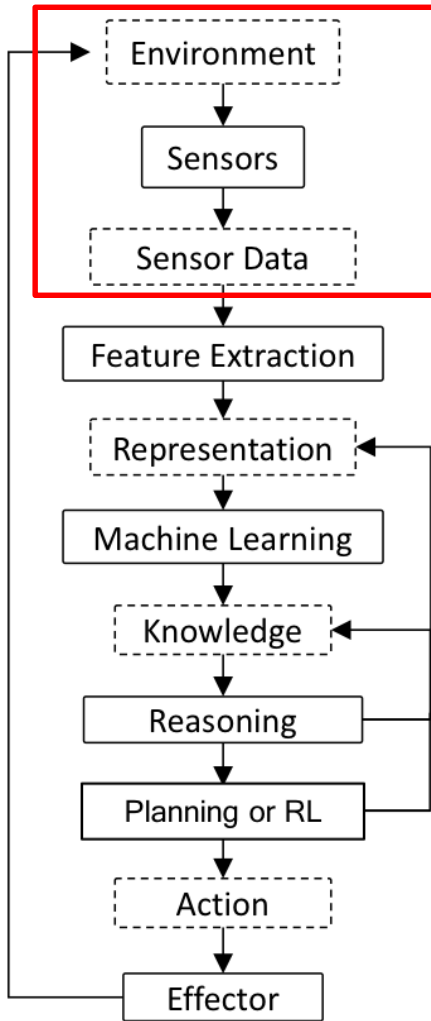 Environment
Sensors
Sensor Data
Feature Extraction
Representation
Machine Learning
Knowledge
Reasoning
Planning or RL
Action
Effector